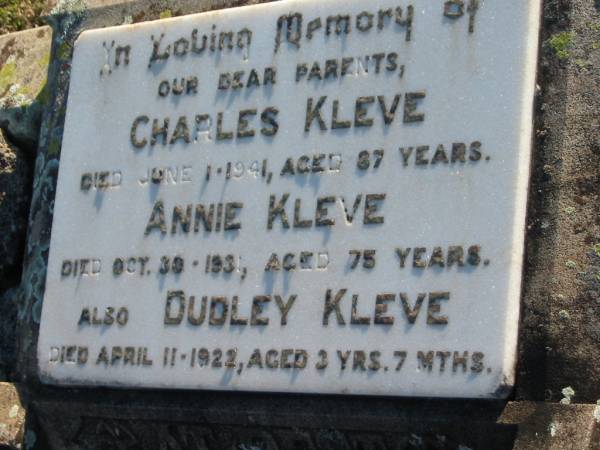 In Loving Memory of
OUR DEAR PARENTS,
CHARLES KLEVE
DIED JUNE 1·1941, AGED 87 YEARS.
ANNIE KLEVE
DIED OCT. 30·1931, AGED 75 YEARS.
ALSO DUDLEY KLEVE
DIED APRIL 11·1922, AGED 3 YRS. 7 MTHS.